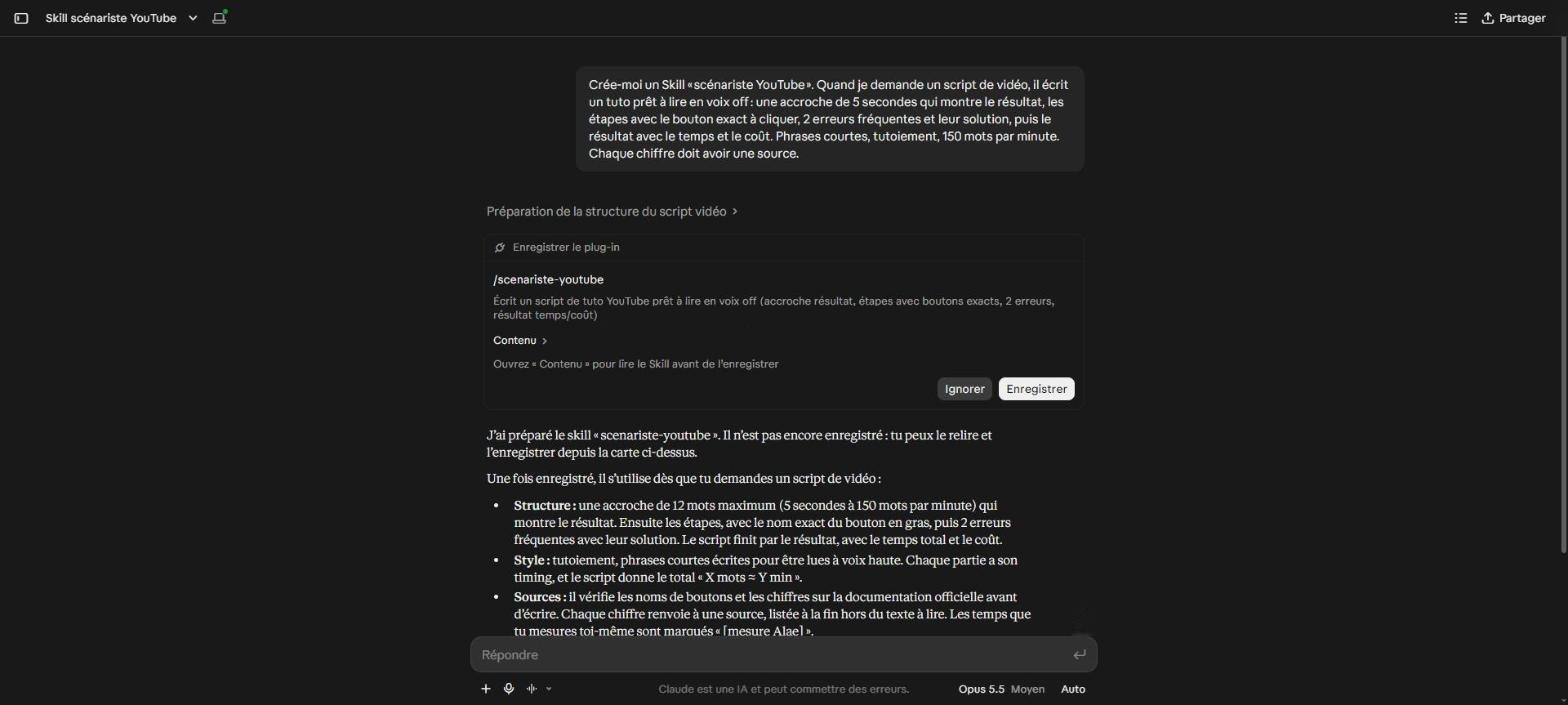 Skill scénariste YouTube
Partager
Crée-moi un Skill « scénariste YouTube ». Quand je demande un script de vidéo, il écrit
un tuto prêt à lire en voix off : une accroche de 5 secondes qui montre le résultat, les
étapes avec le bouton exact à cliquer, 2 erreurs fréquentes et leur solution, puis le
résultat avec le temps et le coût. Phrases courtes, tutoiement, 150 mots par minute.
Chaque chiffre doit avoir une source.
Préparation de la structure du script vidéo
Enregistrer le plug-in
/scenariste-youtube
Écrit un script de tuto YouTube prêt à lire en voix off (accroche résultat, étapes avec boutons exacts, 2 erreurs,
résultat temps/coût)
Contenu
Ouvrez « Contenu » pour lire le Skill avant de l'enregistrer
Ignorer
Enregistrer
J'ai préparé le skill « scenariste-youtube ». Il n'est pas encore enregistré : tu peux le relire et
l'enregistrer depuis la carte ci-dessus.
Une fois enregistré, il s'utilise dès que tu demandes un script de vidéo :
• Structure : une accroche de 12 mots maximum (5 secondes à 150 mots par minute) qui
montre le résultat. Ensuite les étapes, avec le nom exact du bouton en gras, puis 2 erreurs
fréquentes avec leur solution. Le script finit par le résultat, avec le temps total et le coût.
• Style : tutoiement, phrases courtes écrites pour être lues à voix haute. Chaque partie a son
timing, et le script donne le total « X mots ≈ Y min ».
• Sources : il vérifie les noms de boutons et les chiffres sur la documentation officielle avant
d'écrire. Chaque chiffre renvoie à une source, listée à la fin hors du texte à lire. Les temps que
tu mesures toi-même sont marqués « [mesure Alae] ».
Répondre
Claude est une IA et peut commettre des erreurs.
Opus 5.5 Moyen
Auto